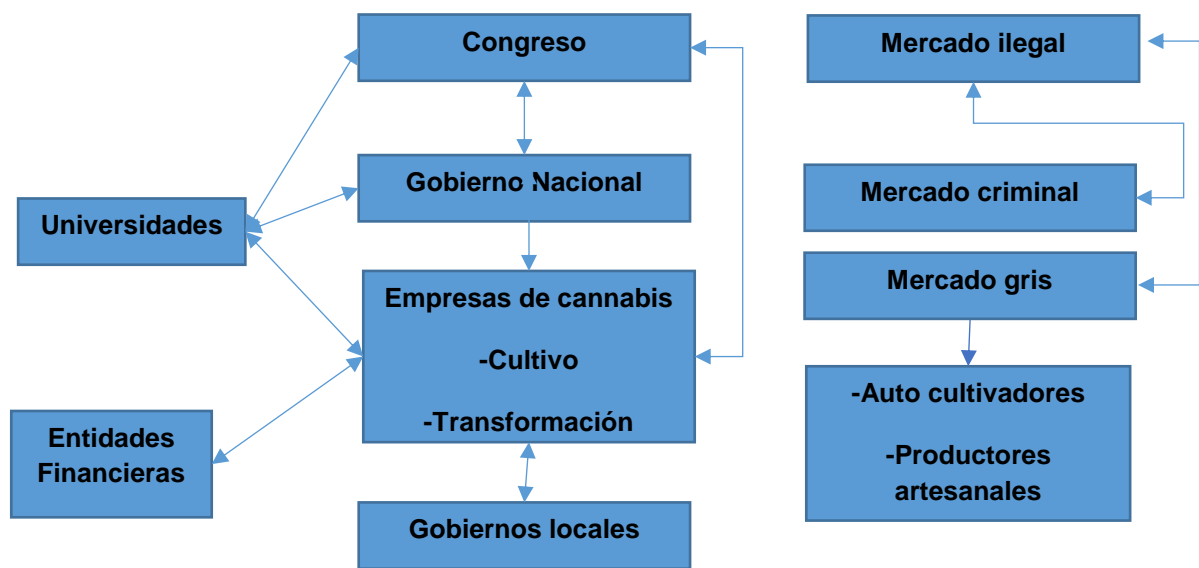 Congreso
Gobierno Nacional
Universidades
Empresas de cannabis
-Cultivo
-Transformación
Entidades
Financieras
Gobiernos locales
Mercado ilegal
Mercado criminal
Mercado gris
-Auto cultivadores
-Productores
artesanales